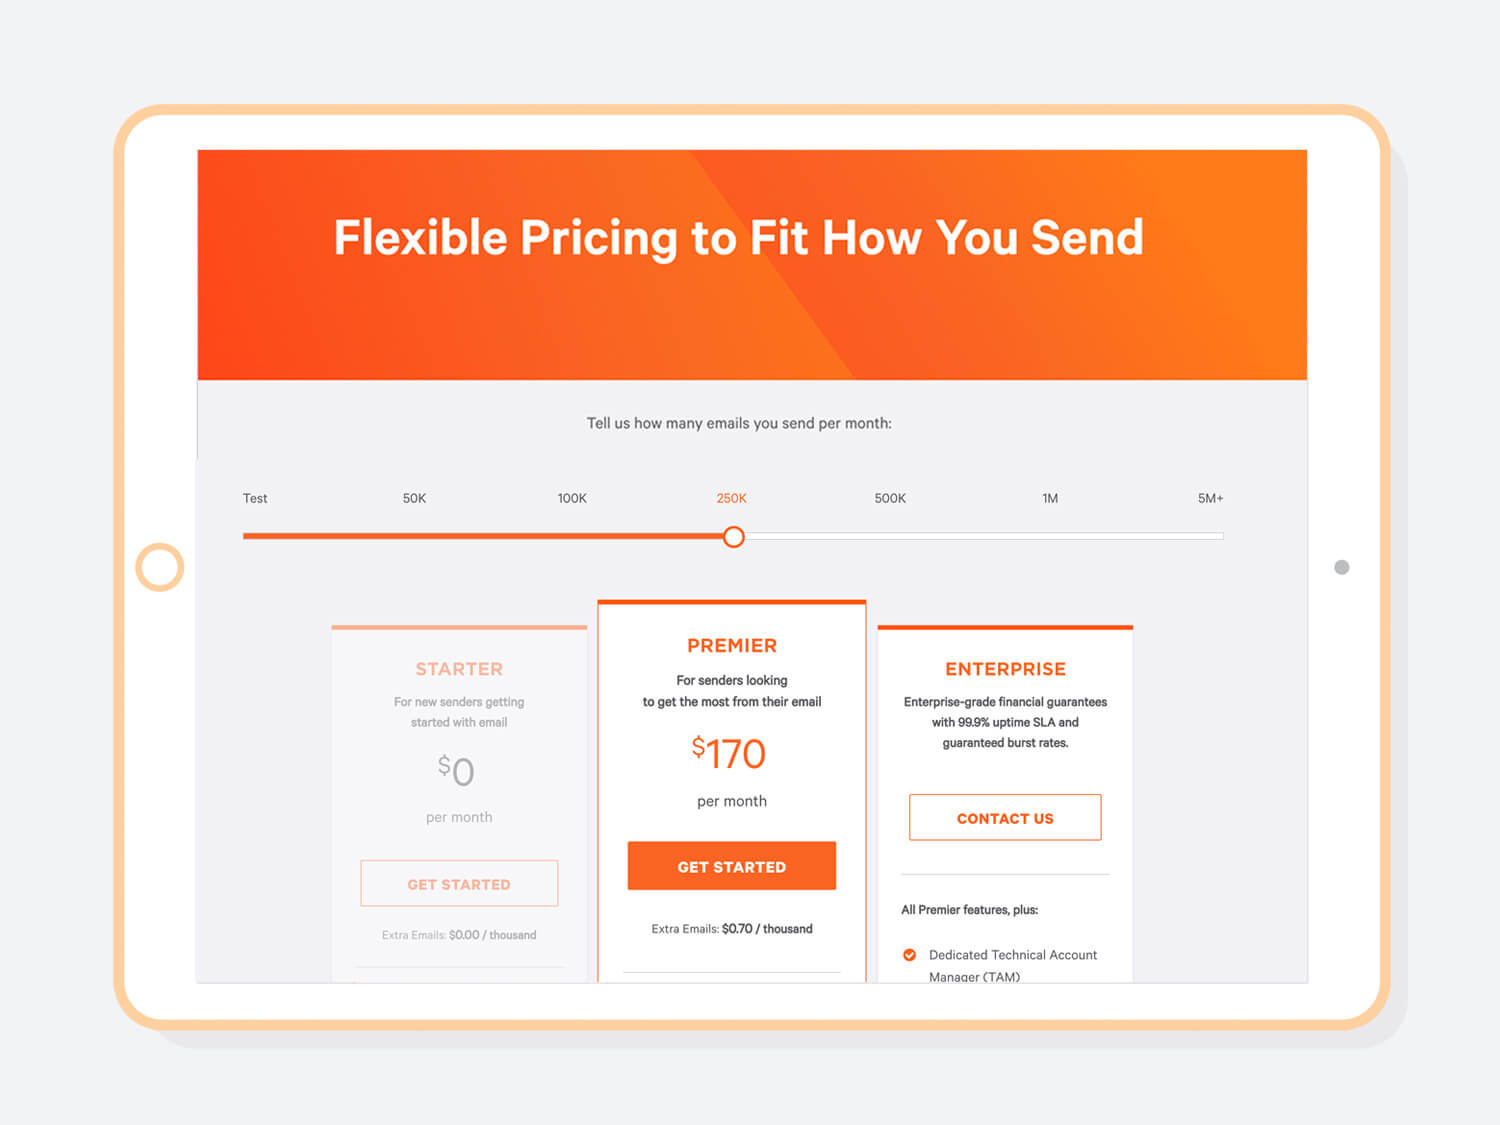 Flexible Pricing to Fit How You Send
Tell us how many emails you send per month:
Test 50K 100K 250K 500K 1M 5M+
STARTER
For new senders getting
started with email
$0
per month
GET STARTED
Extra Emails: $0.00 / thousand
PREMIER
For senders looking
to get the most from their email
$170
per month
GET STARTED
Extra Emails: $0.70 / thousand
ENTERPRISE
Enterprise-grade financial guarantees
with 99.9% uptime SLA and
guaranteed burst rates.
CONTACT US
All Premier features, plus:
Dedicated Technical Account
Manager (TAM)